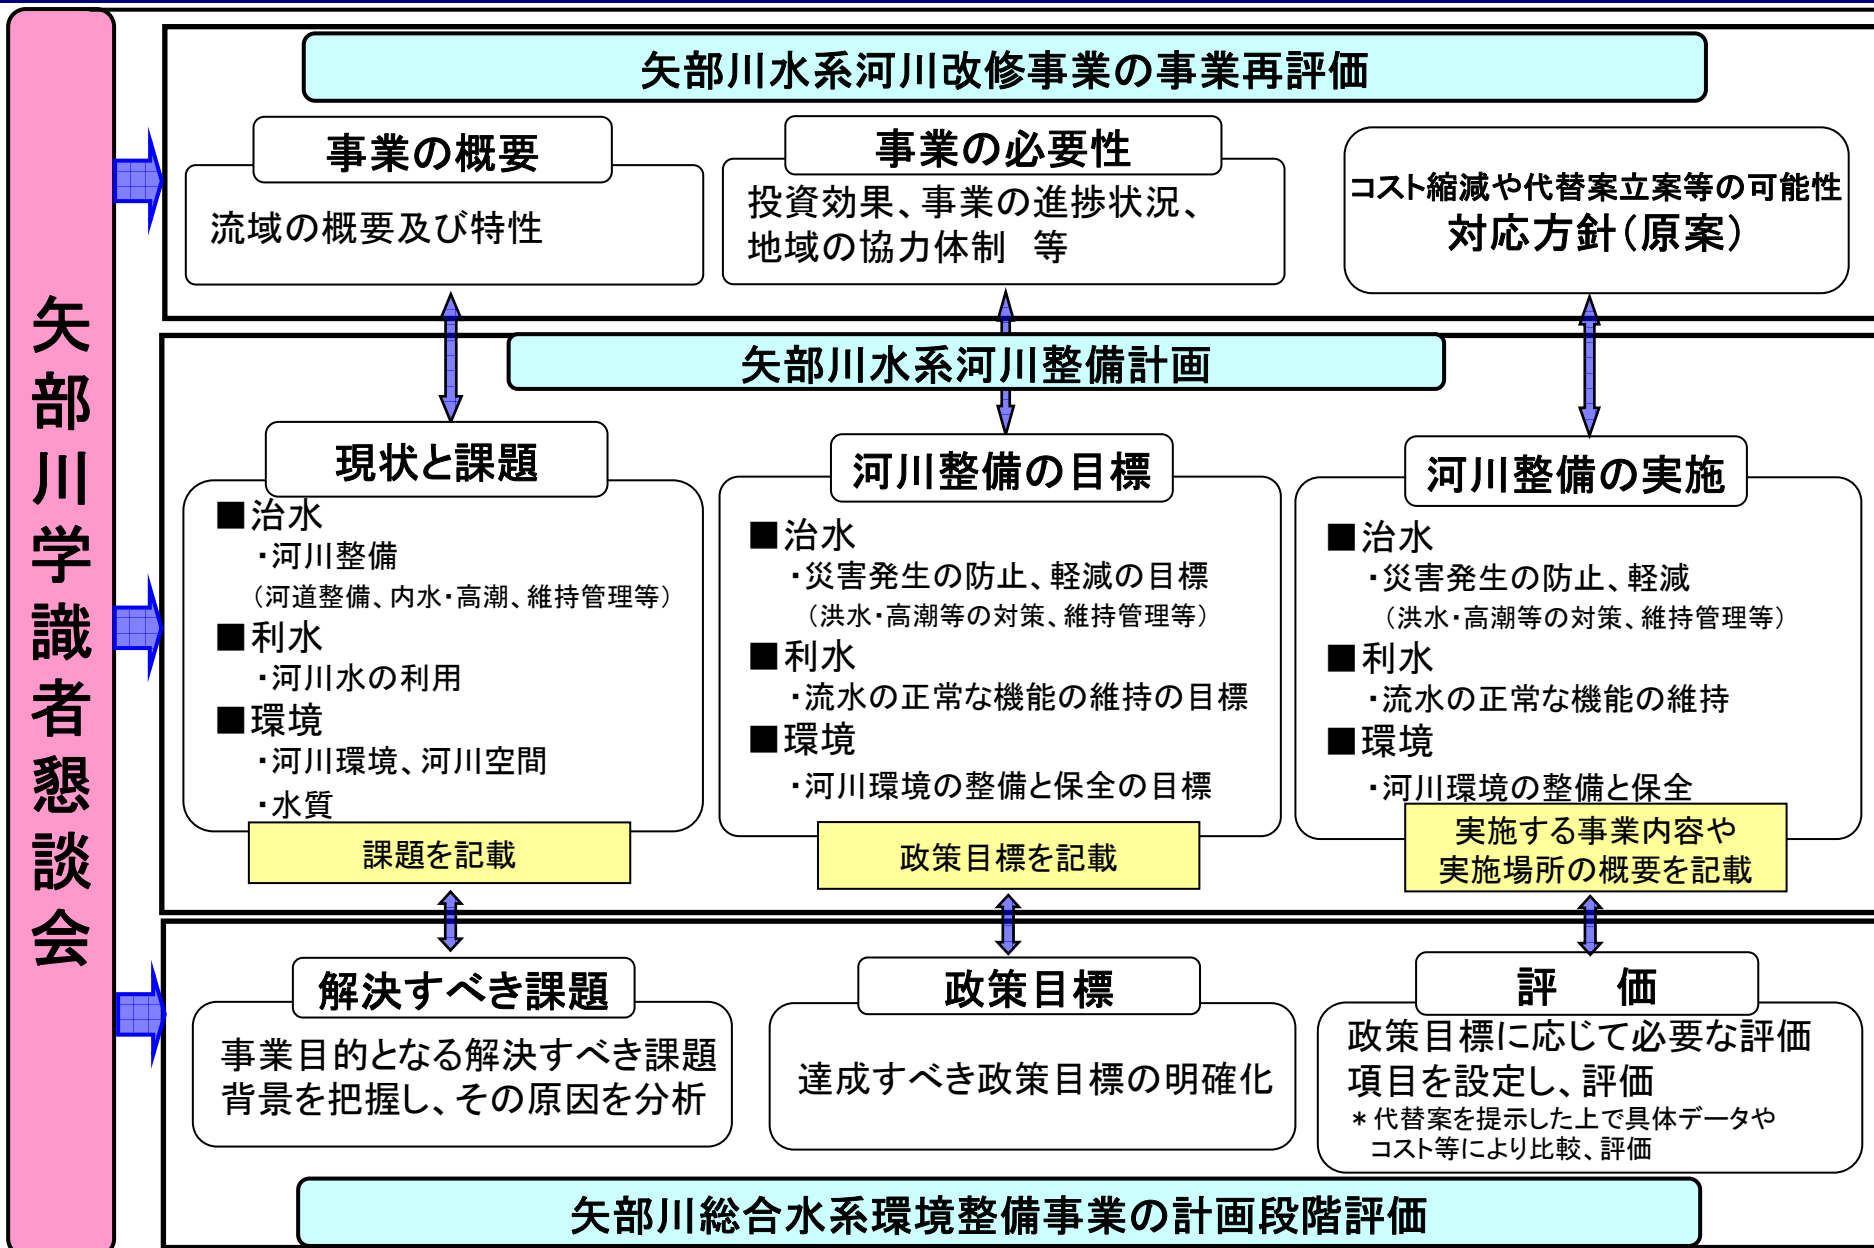 矢部川学識者懇談会
矢部川水系河川改修事業の事業再評価
事業の概要
流域の概要及び特性
事業の必要性
投資効果、事業の進捗状況、
地域の協力体制　等
コスト縮減や代替案立案等の可能性
対応方針（原案）
矢部川水系河川整備計画
現状と課題
■治水
・河川整備
（河道整備、内水・高潮、維持管理等）
■利水
・河川水の利用
■環境
・河川環境、河川空間
・水質
課題を記載
河川整備の目標
■治水
・災害発生の防止、軽減の目標
（洪水・高潮等の対策、維持管理等）
■利水
・流水の正常な機能の維持の目標
■環境
・河川環境の整備と保全の目標
政策目標を記載
河川整備の実施
■治水
・災害発生の防止、軽減
（洪水・高潮等の対策、維持管理等）
■利水
・流水の正常な機能の維持
■環境
・河川環境の整備と保全
実施する事業内容や
実施場所の概要を記載
解決すべき課題
事業目的となる解決すべき課題
背景を把握し、その原因を分析
政策目標
達成すべき政策目標の明確化
評　価
政策目標に応じて必要な評価
項目を設定し、評価
＊代替案を提示した上で具体データや
コスト等により比較、評価
矢部川総合水系環境整備事業の計画段階評価